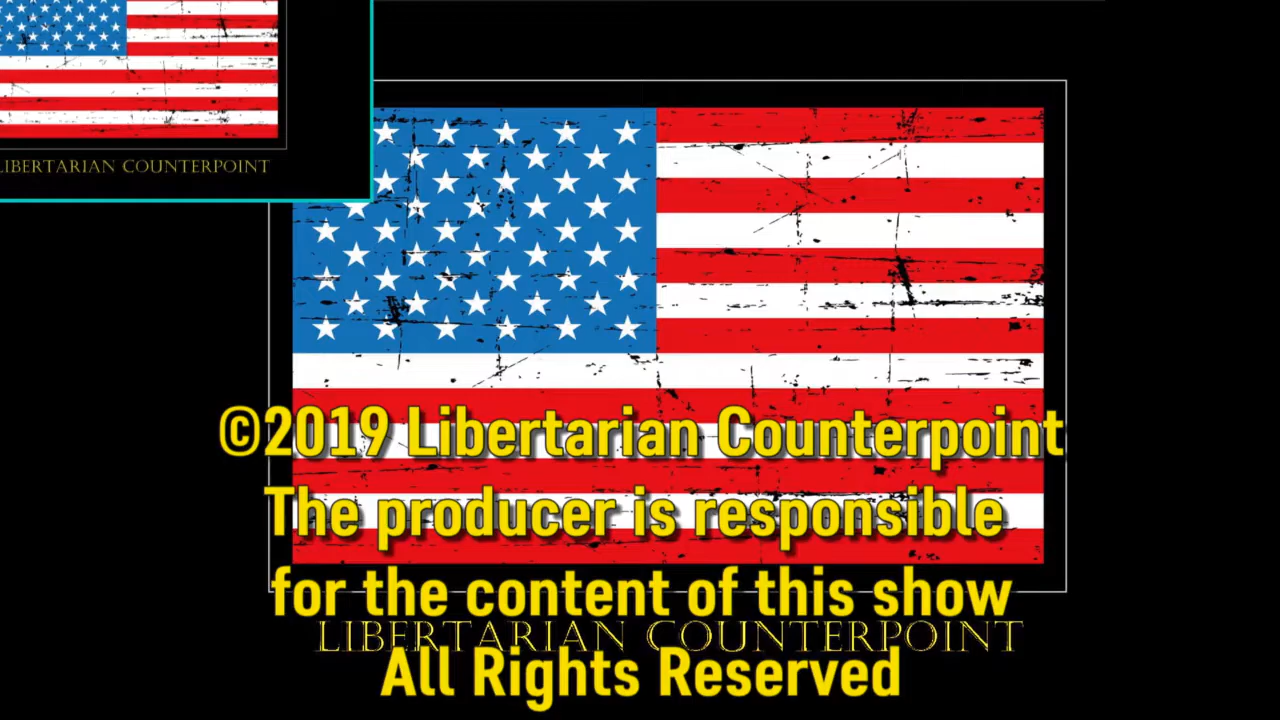 LIBERTARIAN COUNTERPOINT
©2019 Libertarian Counterpoint
The producer is responsible
for the content of this show
LIBERTARIAN COUNTERPOINT
All Rights Reserved